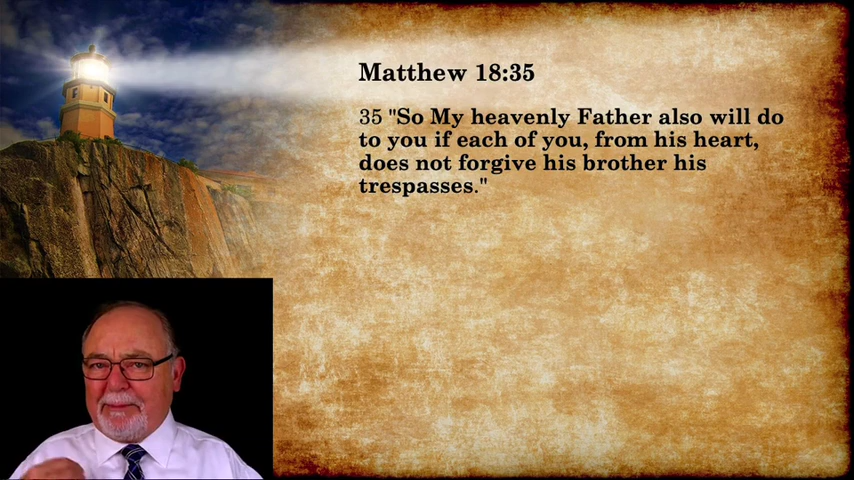 Matthew 18:35
35 "So My heavenly Father also will do
to you if each of you, from his heart,
does not forgive his brother his
trespasses."